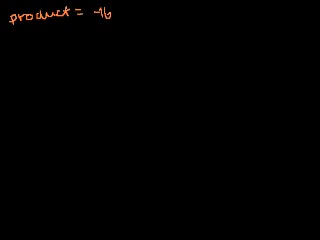 product = -16